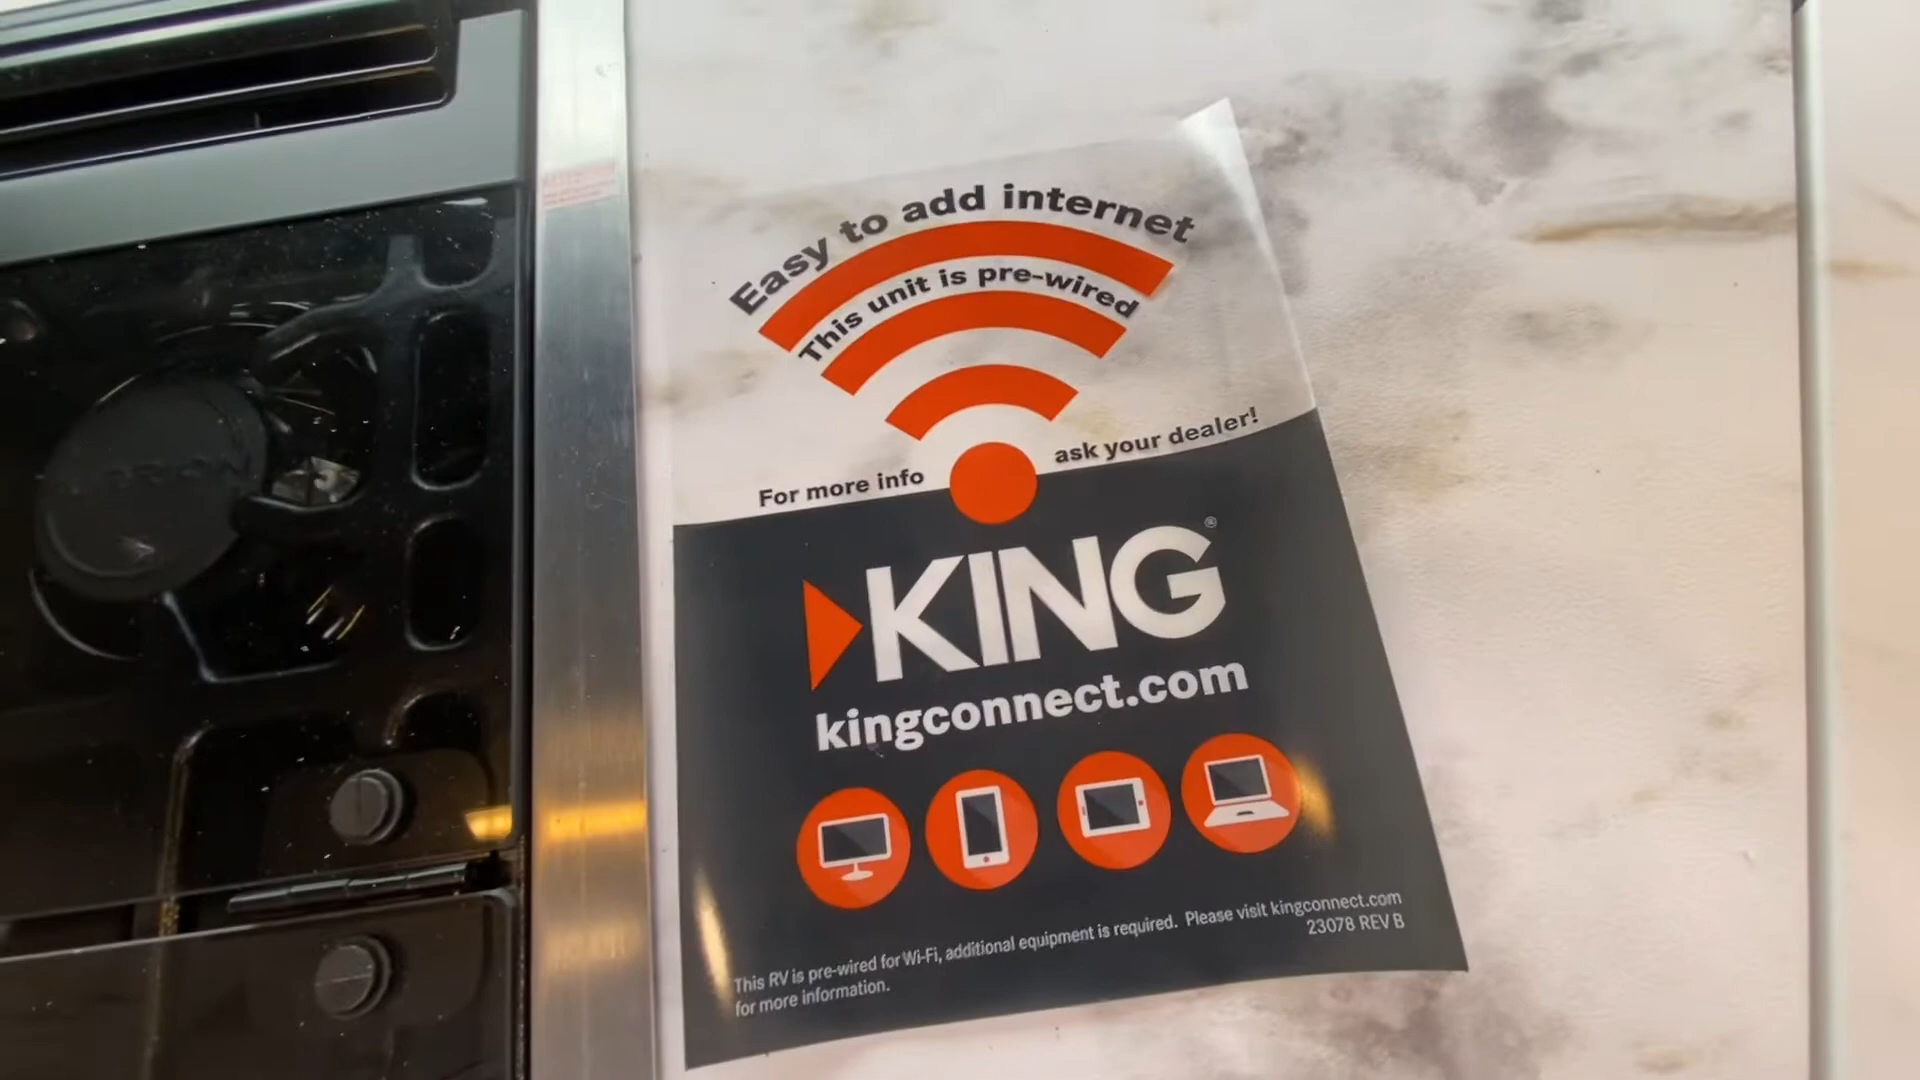 Easy to add internet
This unit is pre-wired
For more info
ask your dealer!
KING®
kingconnect.com
This RV is pre-wired for Wi-Fi, additional equipment is required. Please visit kingconnect.com
for more information.
23078 REV B